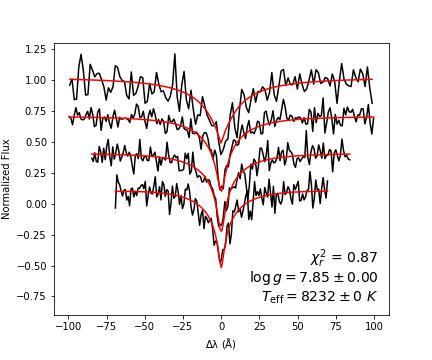 1.25
1.00
0.75
0.50
0.25
0.00
−0.25
−0.50
−0.75
Normalized Flux
χ²ᵣ = 0.87
log g = 7.85 ± 0.00
T_eff = 8232 ± 0 K
−100 −75 −50 −25 0 25 50 75 100
Δλ (Å)